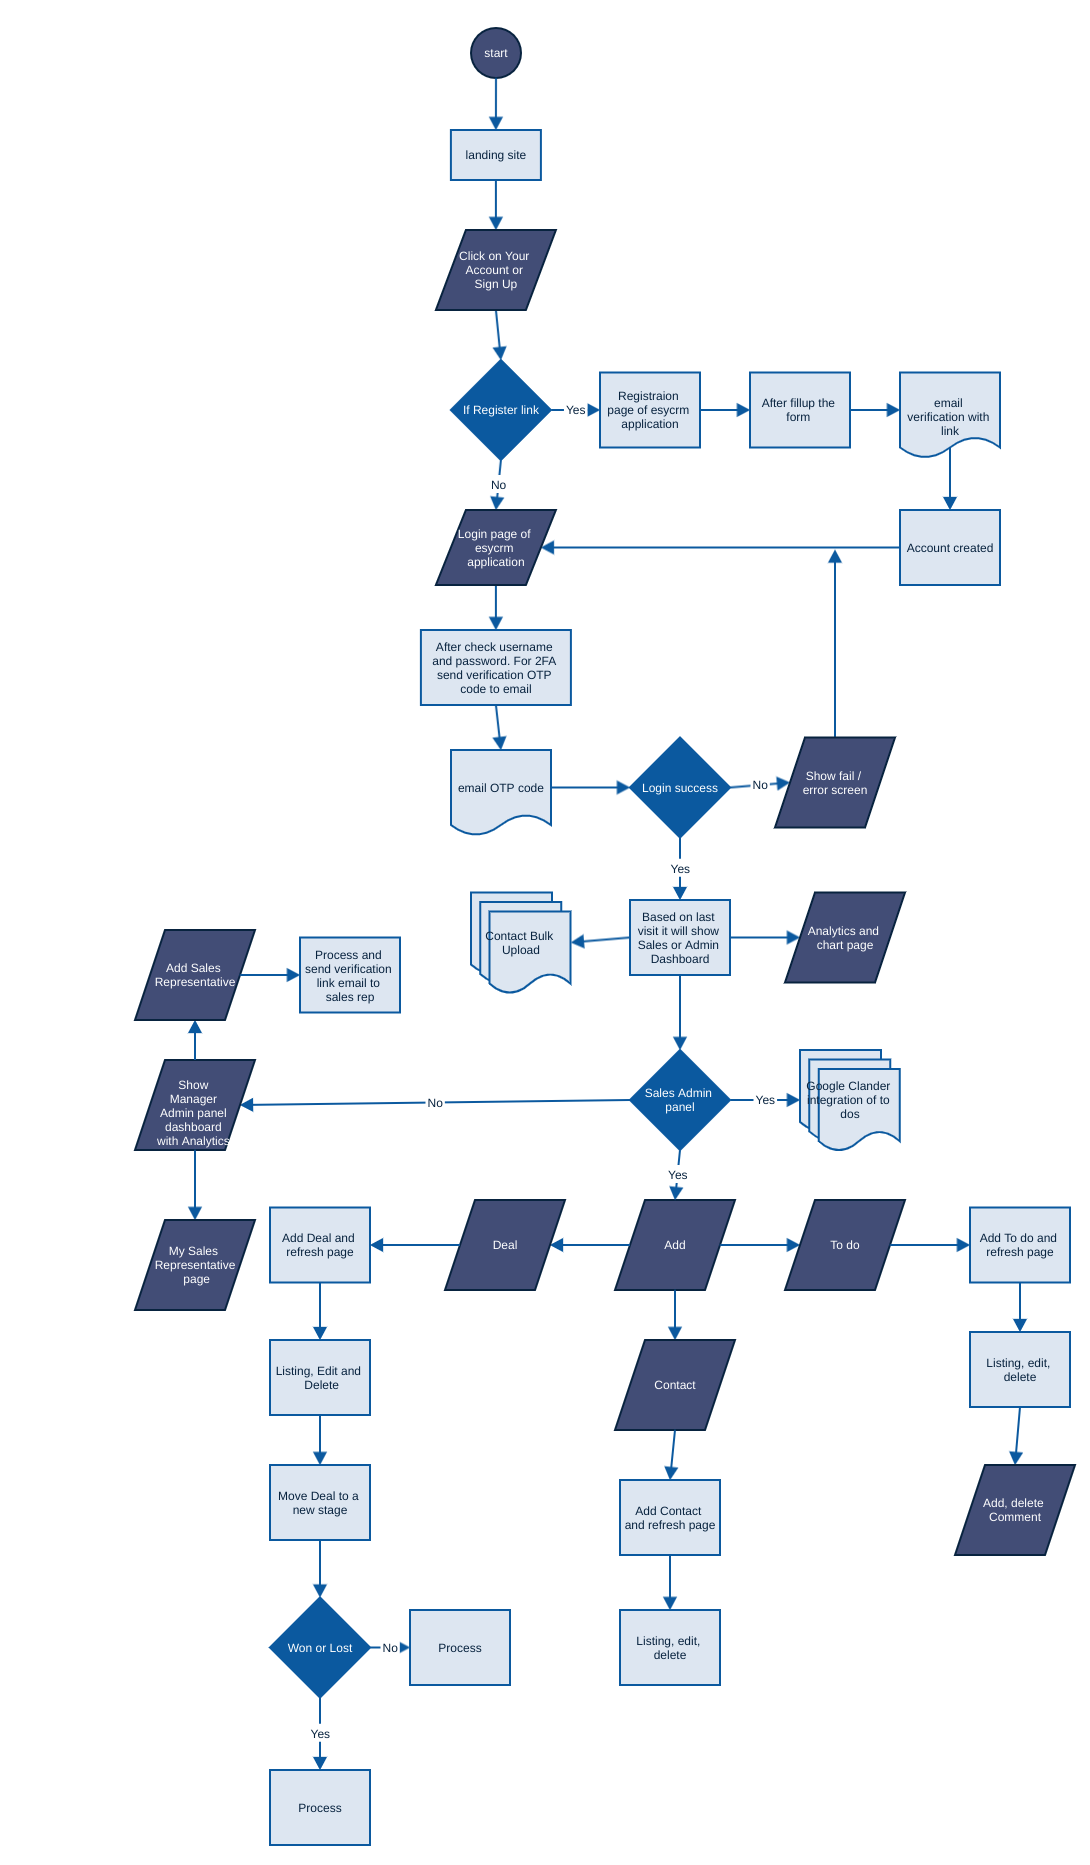 start
landing site
Click on Your
Account or
Sign Up
If Register link
Yes
Registraion
page of esycrm
application
After fillup the
form
email
verification with
link
No
Login page of
esycrm
application
Account created
After check username
and password. For 2FA
send verification OTP
code to email
email OTP code
Login success
No
Show fail /
error screen
Yes
Contact Bulk
Upload
Based on last
visit it will show
Sales or Admin
Dashboard
Analytics and
chart page
Add Sales
Representative
Process and
send verification
link email to
sales rep
Show
Manager
Admin panel
dashboard
with Analytics
No
Sales Admin
panel
Yes
Google Clander
integration of to
dos
Yes
My Sales
Representative
page
Add Deal and
refresh page
Deal
Add
To do
Add To do and
refresh page
Listing, Edit and
Delete
Contact
Listing, edit,
delete
Move Deal to a
new stage
Add Contact
and refresh page
Add, delete
Comment
Won or Lost
No
Process
Listing, edit,
delete
Yes
Process